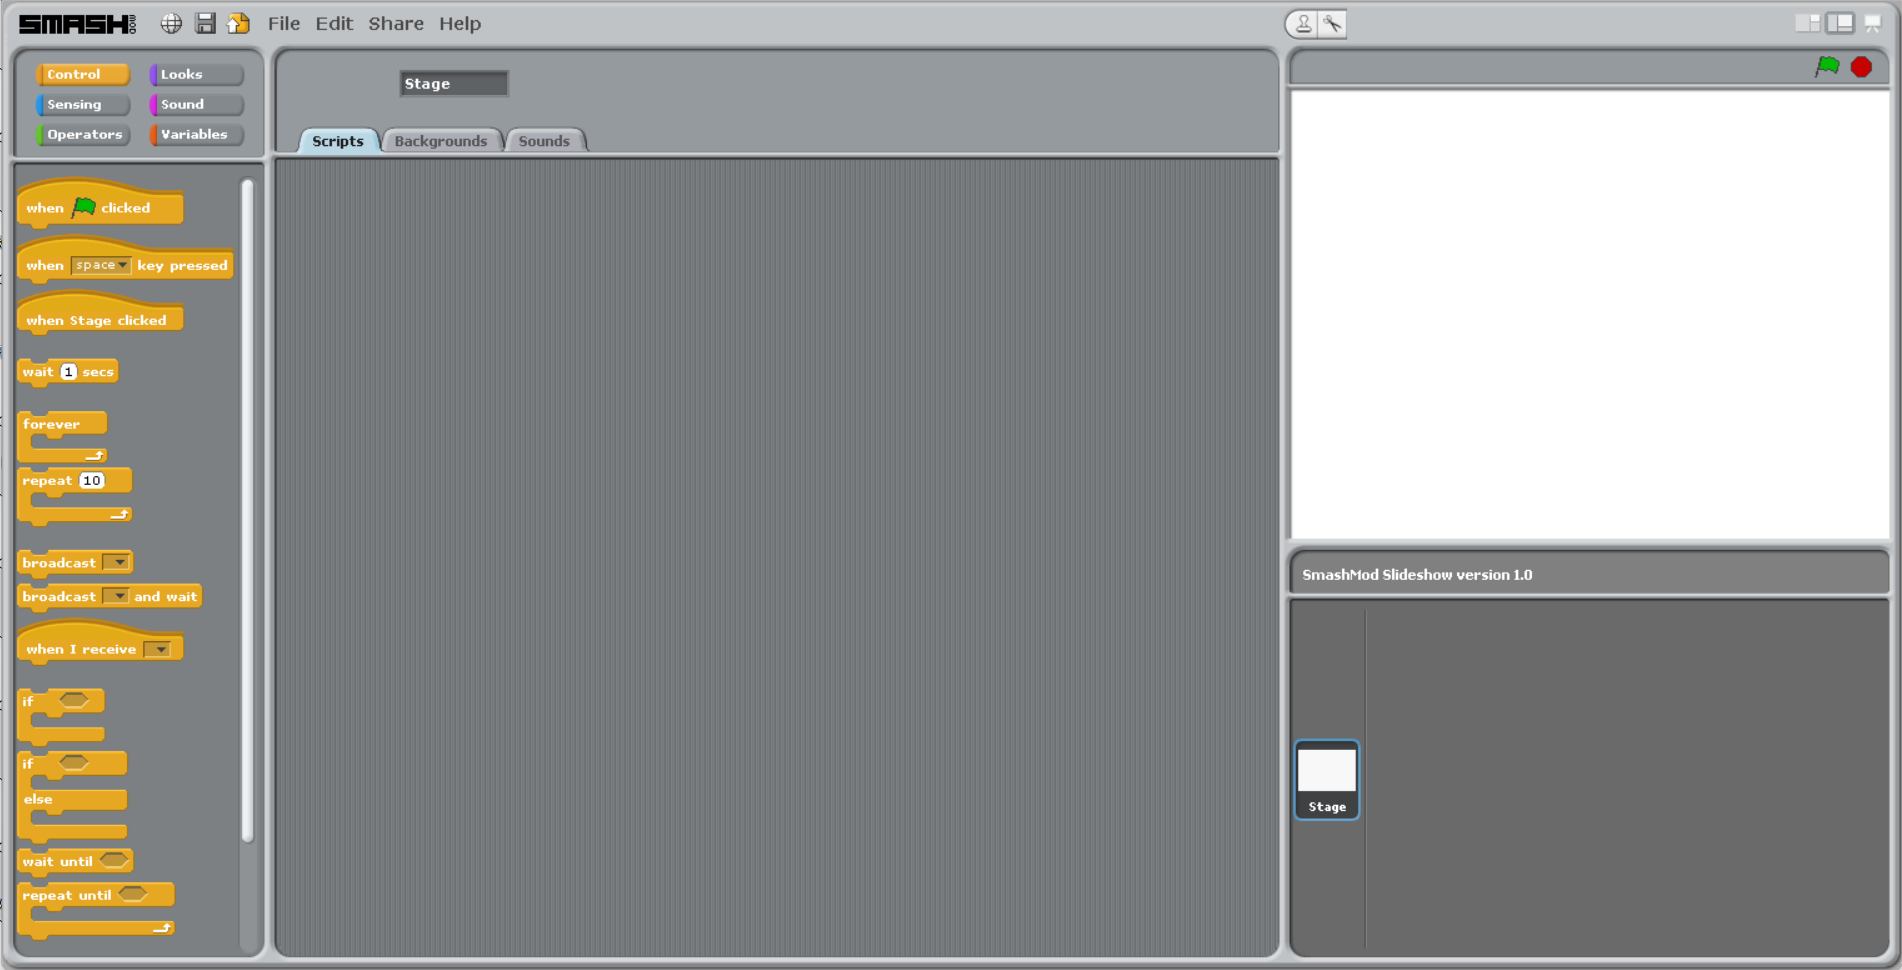 SMASH File Edit Share Help
Control Looks
Sensing Sound
Operators Variables
Stage
Scripts Backgrounds Sounds
when clicked
when space key pressed
when Stage clicked
wait 1 secs
forever
repeat 10
broadcast
broadcast and wait
when I receive
if
if
else
wait until
repeat until
SmashMod Slideshow version 1.0
Stage